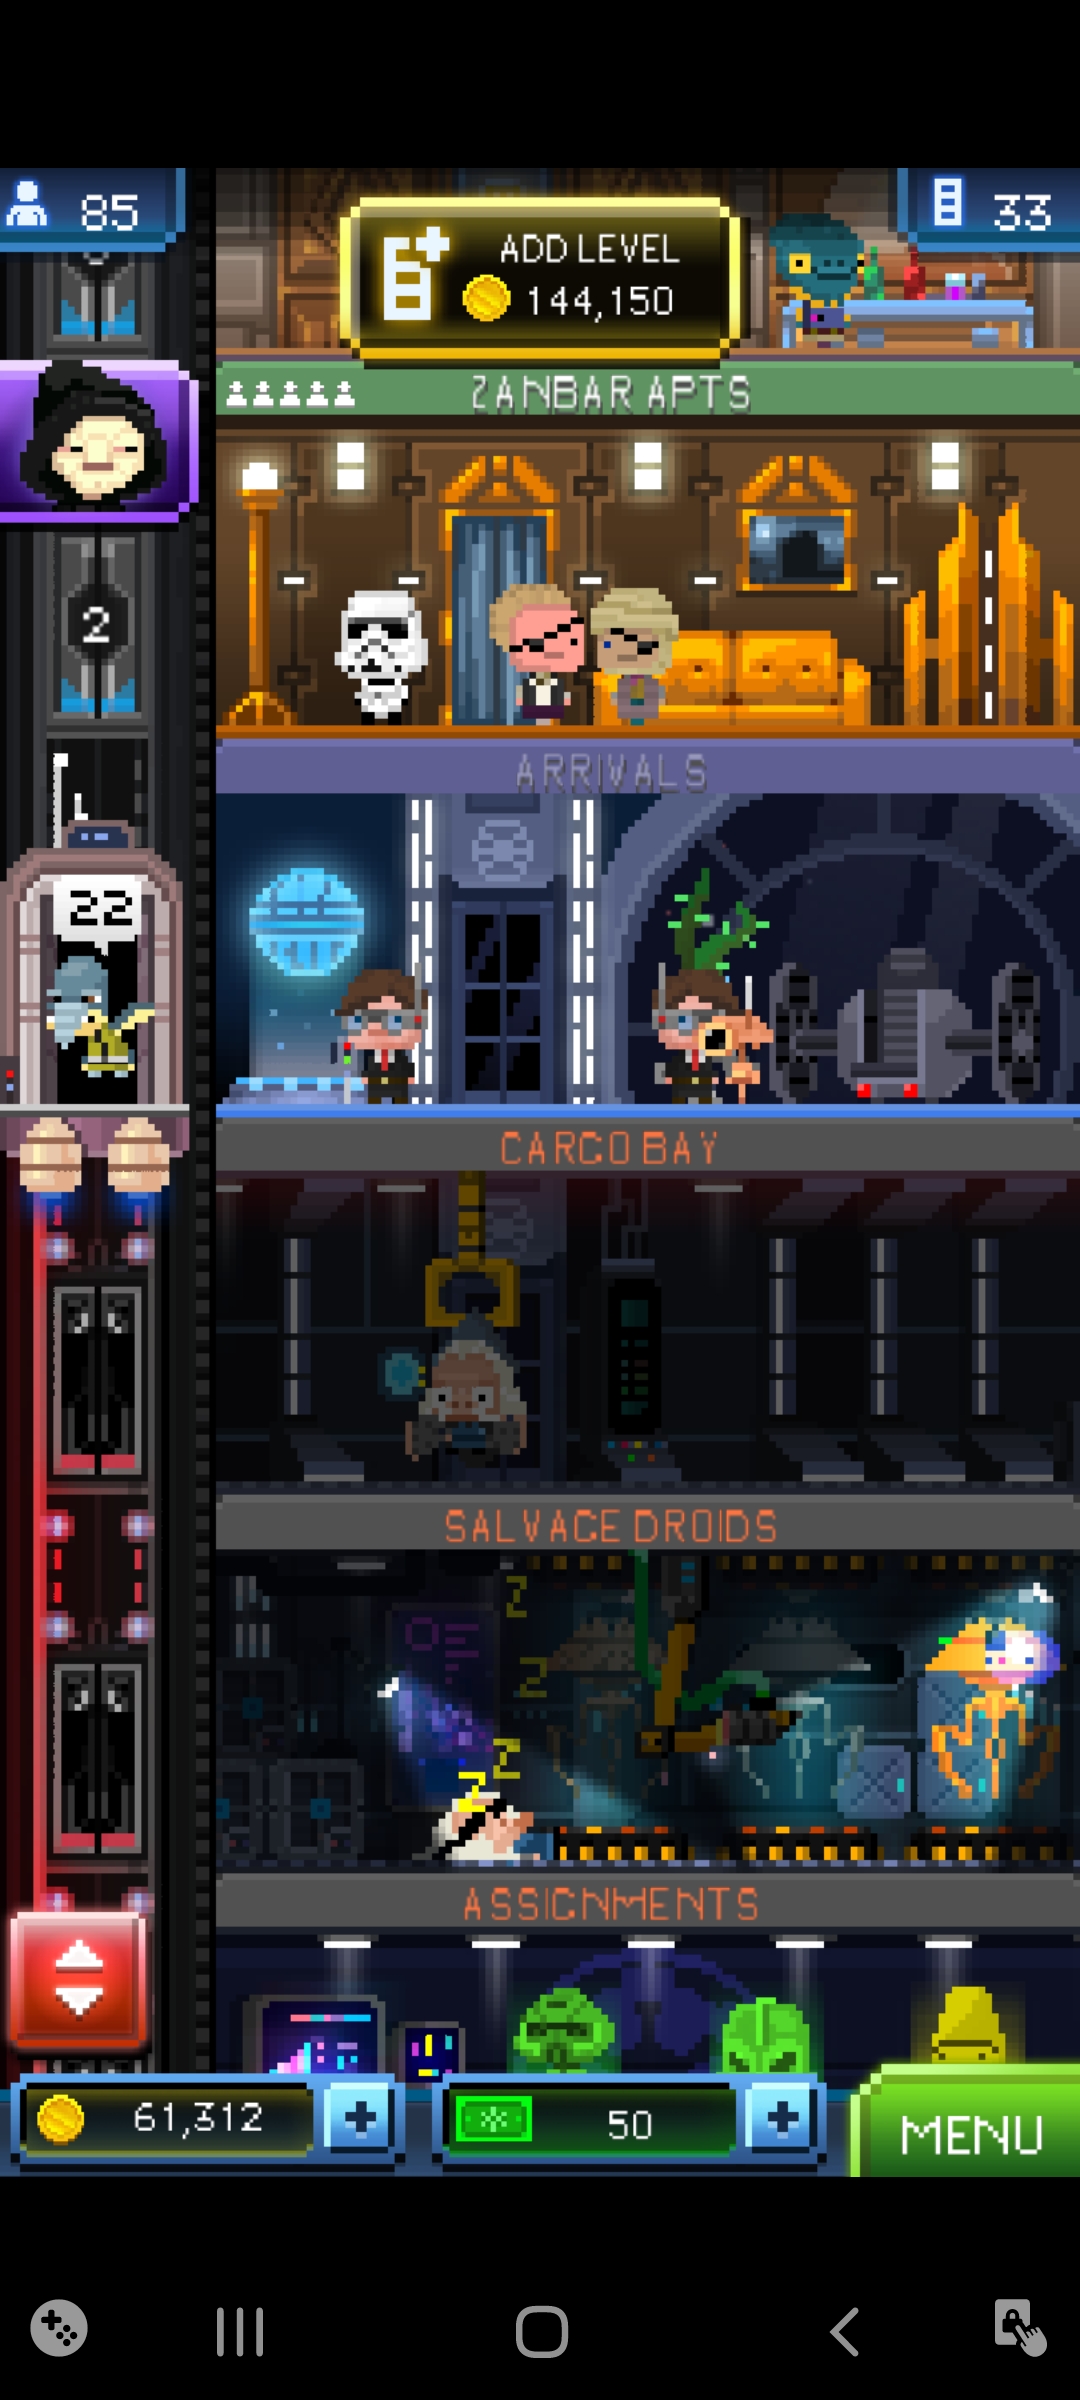 85
33
ADD LEVEL
144,150
ZANBAR APTS
2
ARRIVALS
22
CARGO BAY
SALVAGE DROIDS
Z
Z
Z
Z
ASSIGNMENTS
61,312
50
MENU